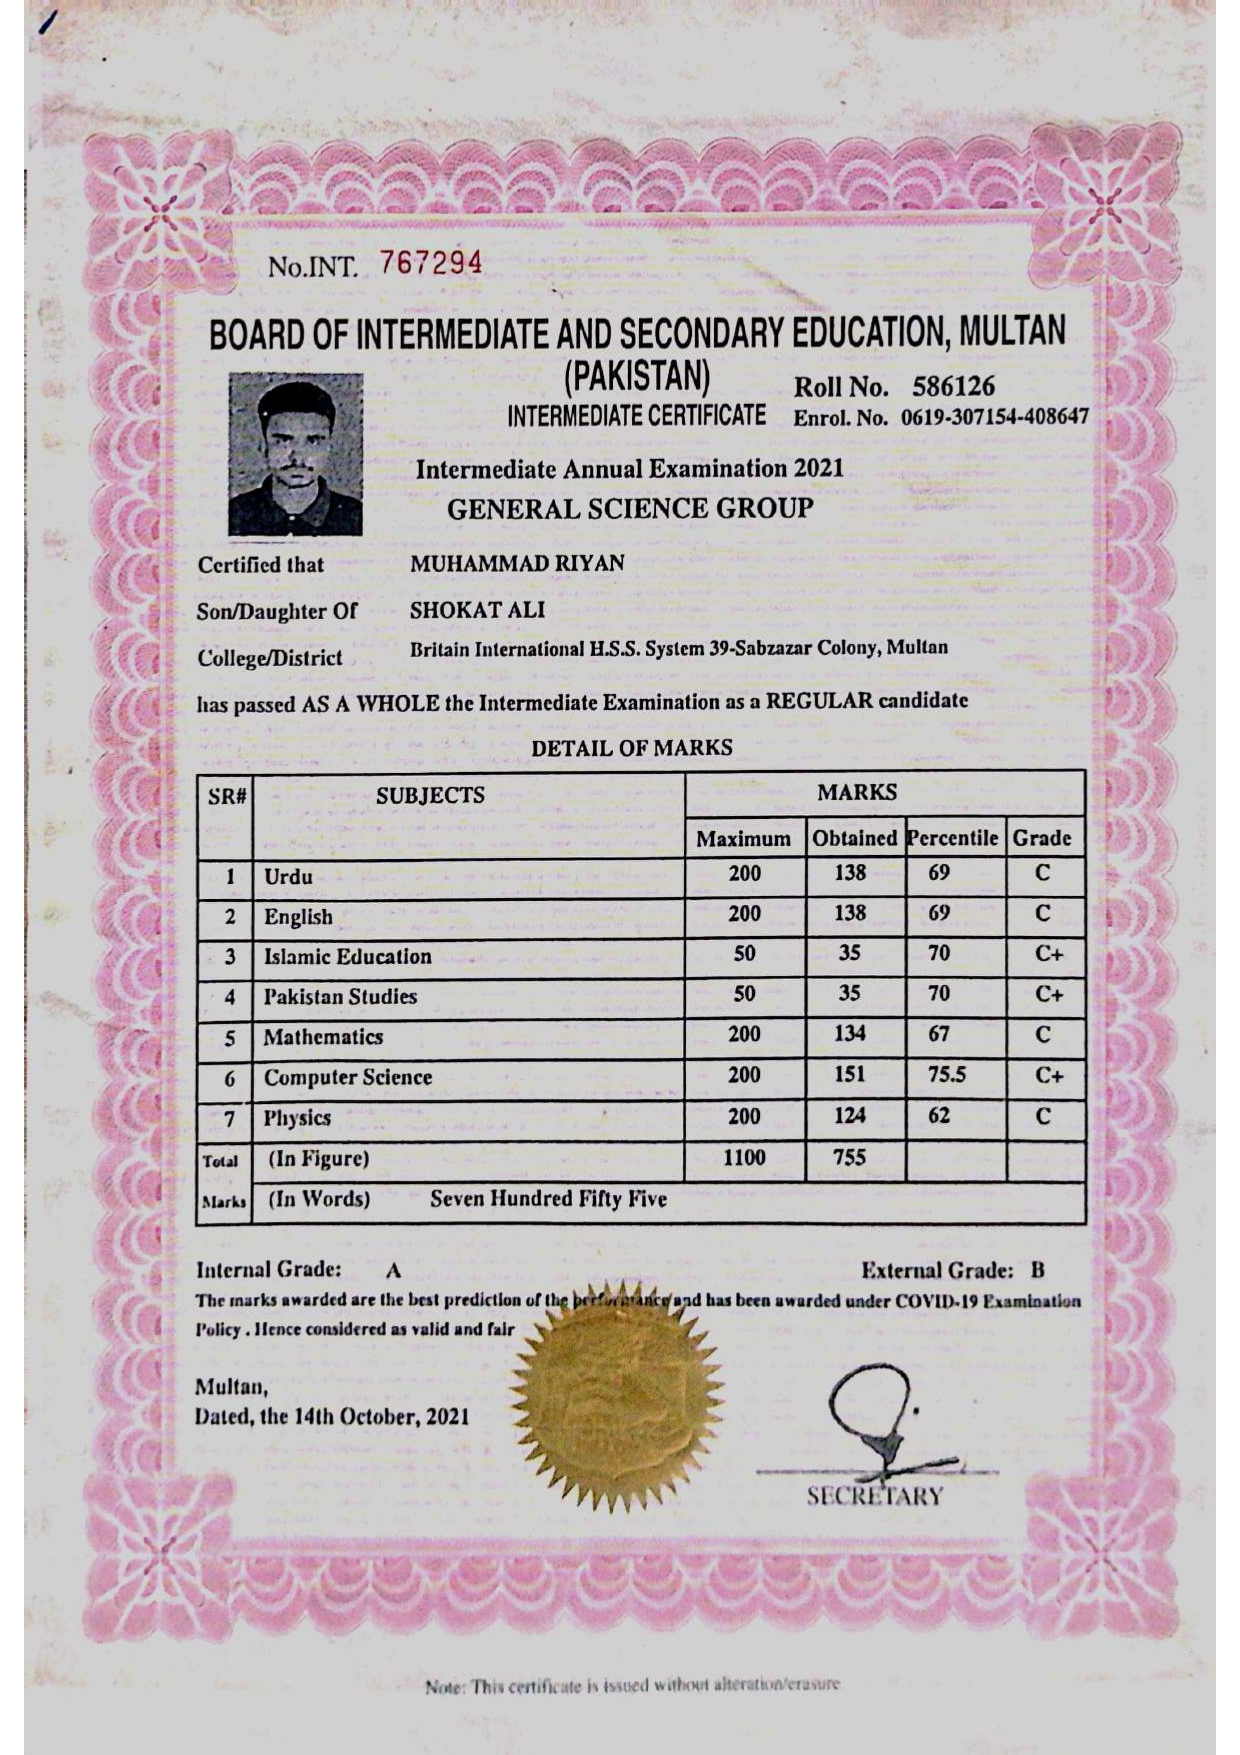 No.INT. 767294
BOARD OF INTERMEDIATE AND SECONDARY EDUCATION, MULTAN
(PAKISTAN)
Roll No. 586126
INTERMEDIATE CERTIFICATE Enrol. No. 0619-307154-408647
Intermediate Annual Examination 2021
GENERAL SCIENCE GROUP
Certified that MUHAMMAD RIYAN
Son/Daughter Of SHOKAT ALI
College/District Britain International H.S.S. System 39-Sabzazar Colony, Multan
has passed AS A WHOLE the Intermediate Examination as a REGULAR candidate
DETAIL OF MARKS
SR# SUBJECTS MARKS
Maximum Obtained Percentile Grade
1 Urdu 200 138 69 C
2 English 200 138 69 C
3 Islamic Education 50 35 70 C+
4 Pakistan Studies 50 35 70 C+
5 Mathematics 200 134 67 C
6 Computer Science 200 151 75.5 C+
7 Physics 200 124 62 C
Total (In Figure) 1100 755
Marks (In Words) Seven Hundred Fifty Five
Internal Grade: A External Grade: B
The marks awarded are the best prediction of the performance and has been awarded under COVID-19 Examination
Policy . Hence considered as valid and fair
Multan,
Dated, the 14th October, 2021
SECRETARY
Note: This certificate is issued without alteration/erasure